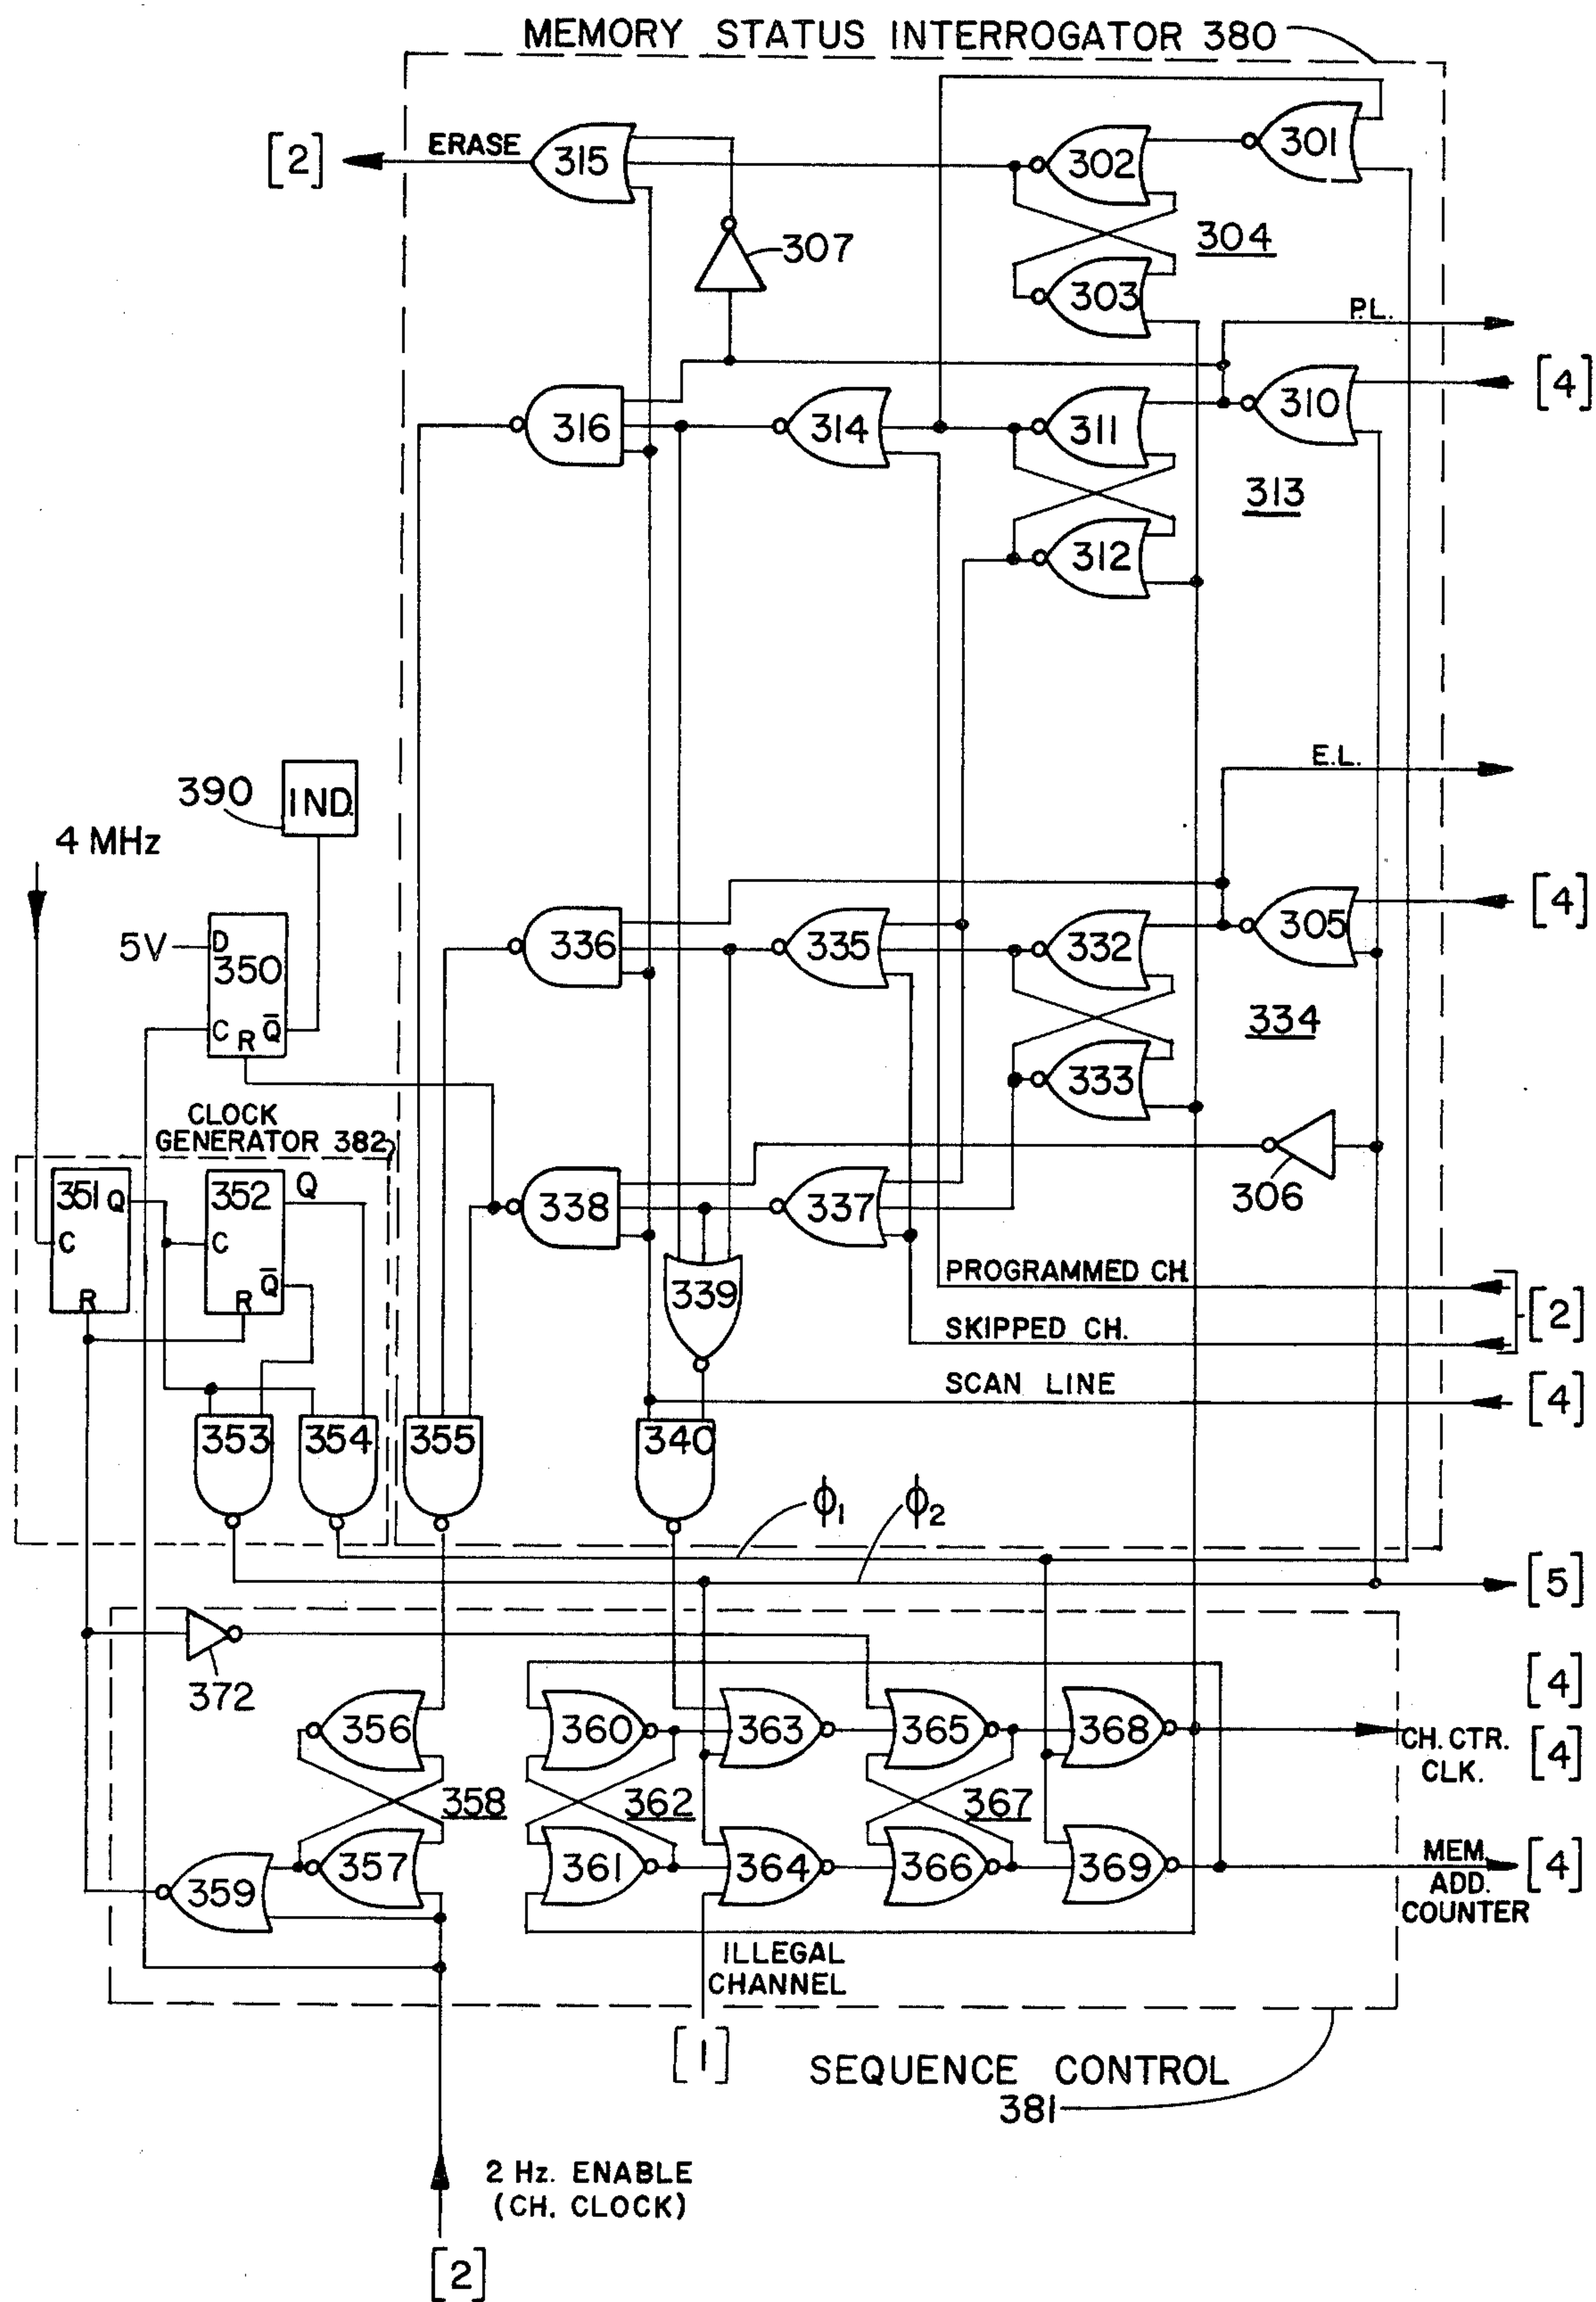 MEMORY STATUS INTERROGATOR 380
[2]
ERASE
315
302
301
307
304
303
P.L.
316
314
311
310
[4]
313
312
E.L.
390
IND.
4 MHz
336
335
332
305
[4]
5V
D
350
C R Q̅
334
333
CLOCK
GENERATOR 382
351 Q
C
R
352 Q
C
Q̅
R
338
337
306
339
PROGRAMMED CH.
SKIPPED CH.
[2]
SCAN LINE
[4]
353
354
355
340
ϕ1
ϕ2
[5]
372
[4]
356
360
363
365
368
CH. CTR.
CLK.
[4]
358
362
367
359
357
361
364
366
369
MEM.
ADD.
COUNTER
[4]
ILLEGAL
CHANNEL
[1]
SEQUENCE CONTROL
381
2 Hz. ENABLE
(CH. CLOCK)
[2]